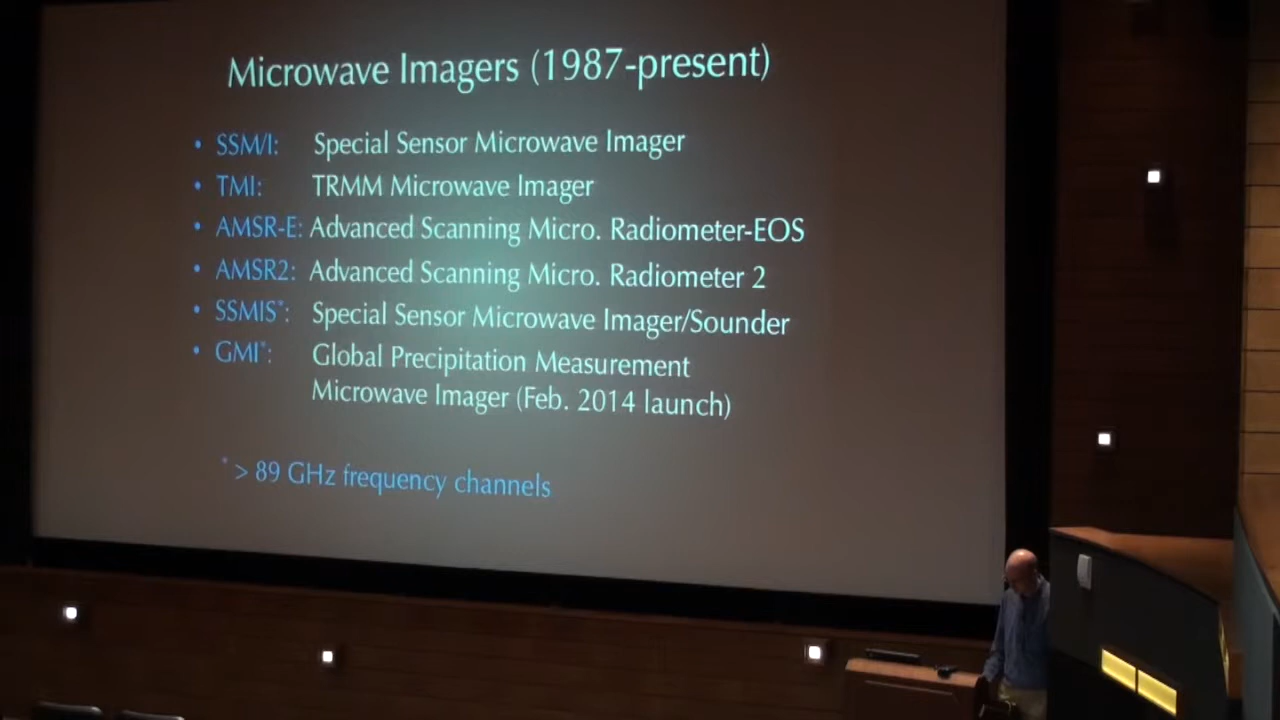 Microwave Imagers (1987-present)
• SSM/I: Special Sensor Microwave Imager
• TMI: TRMM Microwave Imager
• AMSR-E: Advanced Scanning Micro. Radiometer-EOS
• AMSR2: Advanced Scanning Micro. Radiometer 2
• SSMIS*: Special Sensor Microwave Imager/Sounder
• GMI*: Global Precipitation Measurement
Microwave Imager (Feb. 2014 launch)
* > 89 GHz frequency channels